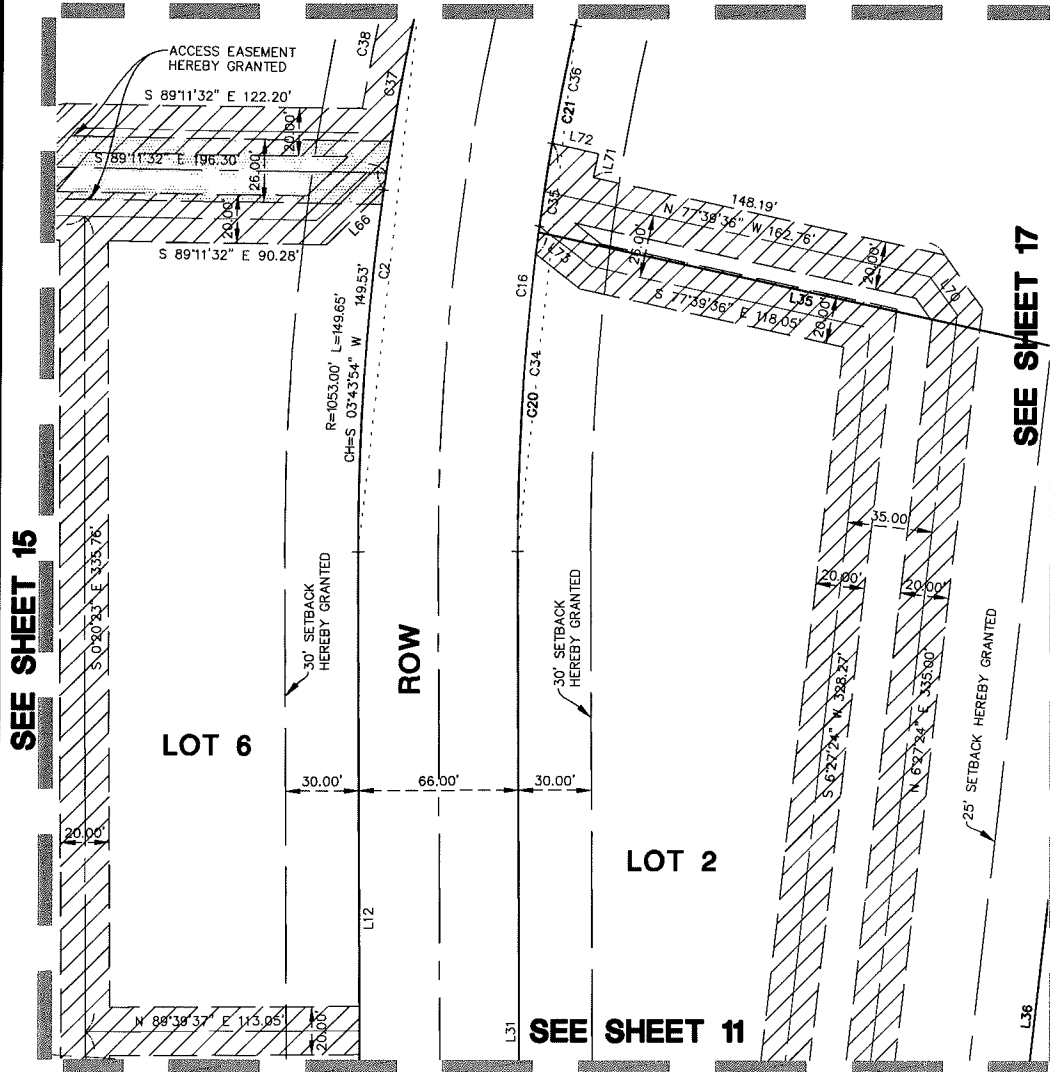 ACCESS EASEMENT
HEREBY GRANTED
C38
C37
C21 - C36
S 89°11'32" E 122.20'
20.00'
L72
L71
S 89°11'32" E 196.30'
26.00'
148.19'
N 77°39'36" W 162.76'
C35
20.00'
L66
S 89°11'32" E 90.28'
C2
L73
26.00'
20.00'
L70
C16
L35
S 77°39'36" E 118.05'
20.00'
SEE SHEET 17
R=1053.00' L=149.65'
CH=S 03°43'54" W 149.53'
C20 - C34
SEE SHEET 15
S 0°20'23" E 335.76'
35.00
20.00'
20.00'
30' SETBACK
HEREBY GRANTED
ROW
30' SETBACK
HEREBY GRANTED
S 6°27'24" W 328.27'
N 6°27'24" E 335.00'
25' SETBACK HEREBY GRANTED
LOT 6
30.00'
66.00'
30.00'
20.00'
LOT 2
L12
N 89°39'37" E 113.05'
20.00'
L31
SEE SHEET 11
L36